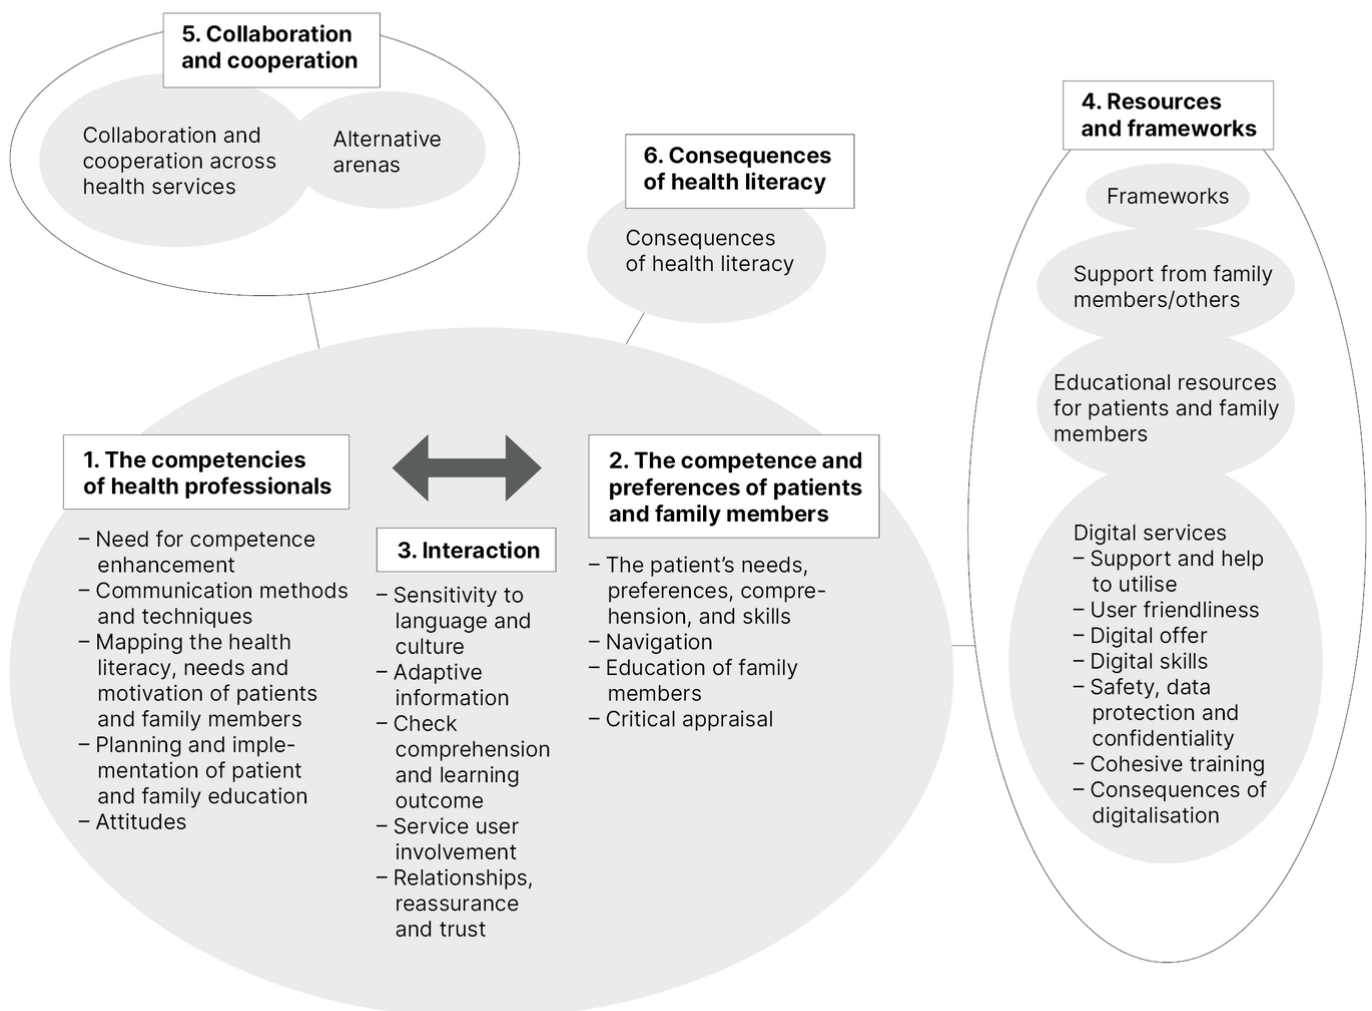 5. Collaboration
and cooperation
Collaboration and
cooperation across
health services
Alternative
arenas
6. Consequences
of health literacy
Consequences
of health literacy
4. Resources
and frameworks
Frameworks
Support from family
members/others
Educational resources
for patients and family
members
Digital services
– Support and help
to utilise
– User friendliness
– Digital offer
– Digital skills
– Safety, data
protection and
confidentiality
– Cohesive training
– Consequences of
digitalisation
1. The competencies
of health professionals
– Need for competence
enhancement
– Communication methods
and techniques
– Mapping the health
literacy, needs and
motivation of patients
and family members
– Planning and imple-
mentation of patient
and family education
– Attitudes
3. Interaction
– Sensitivity to
language and
culture
– Adaptive
information
– Check
comprehension
and learning
outcome
– Service user
involvement
– Relationships,
reassurance
and trust
2. The competence and
preferences of patients
and family members
– The patient’s needs,
preferences, compre-
hension, and skills
– Navigation
– Education of family
members
– Critical appraisal